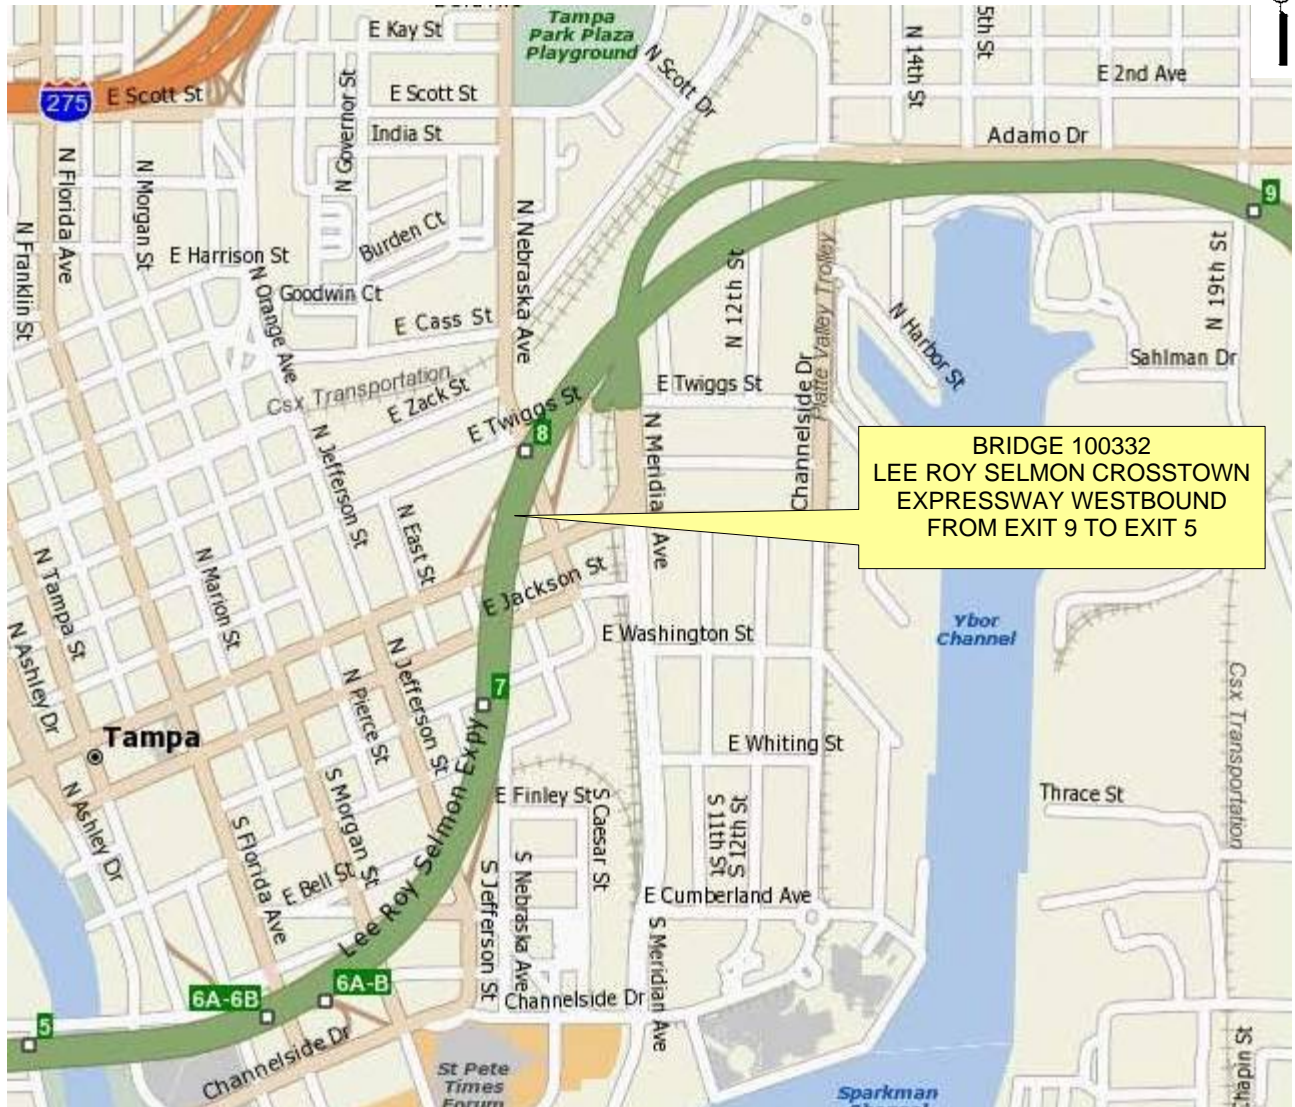 Tampa
Park Plaza
Playground
E Kay St
N Scott Dr
N 14th St
5th St
E 2nd Ave
275
E Scott St
E Scott St
N Governor St
India St
Adamo Dr
N Florida Ave
N Morgan St
9
N Franklin St
E Harrison St
Burden Ct
N Nebraska Ave
N 12th St
Platte Valley Trolley
N 19th St
N Orange Ave
Goodwin Ct
E Cass St
N Harbor St
Sahlman Dr
Csx Transportation
E Zack St
E Twiggs St
E Twiggs St
Channelside Dr
8
N Jefferson St
N Meridian Ave
BRIDGE 100332
LEE ROY SELMON CROSSTOWN
EXPRESSWAY WESTBOUND
FROM EXIT 9 TO EXIT 5
N East St
N Tampa St
N Marion St
E Jackson St
N Ashley Dr
E Washington St
Ybor
Channel
N Jefferson St
N Pierce St
7
Csx Transportation
Tampa
E Whiting St
N Ashley Dr
S Morgan St
E Finley St
S Caesar St
S 11th St
S 12th St
Thrace St
S Florida Ave
E Bell St
Lee Roy Selmon Expy
S Jefferson St
S Nebraska Ave
E Cumberland Ave
S Meridian Ave
6A-6B
6A-B
Channelside Dr
5
Channelside Dr
St Pete
Times
Forum
Sparkman
Channel